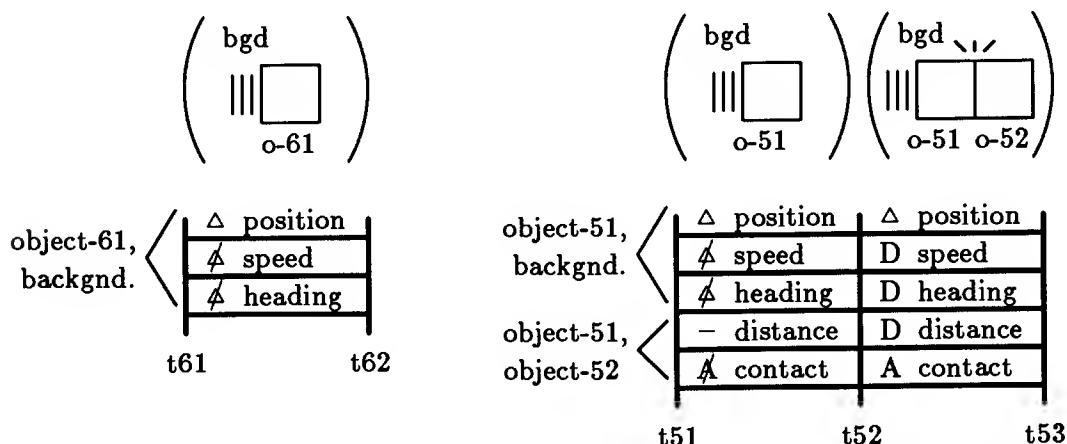 bgd
o-61
object-61,
backgnd.
△ position
△̸ speed
△̸ heading
t61 t62
bgd
o-51
bgd
o-51 o-52
object-51,
backgnd.
△ position △ position
△̸ speed D speed
△̸ heading D heading
object-51,
object-52
– distance D distance
A̸ contact A contact
t51 t52 t53